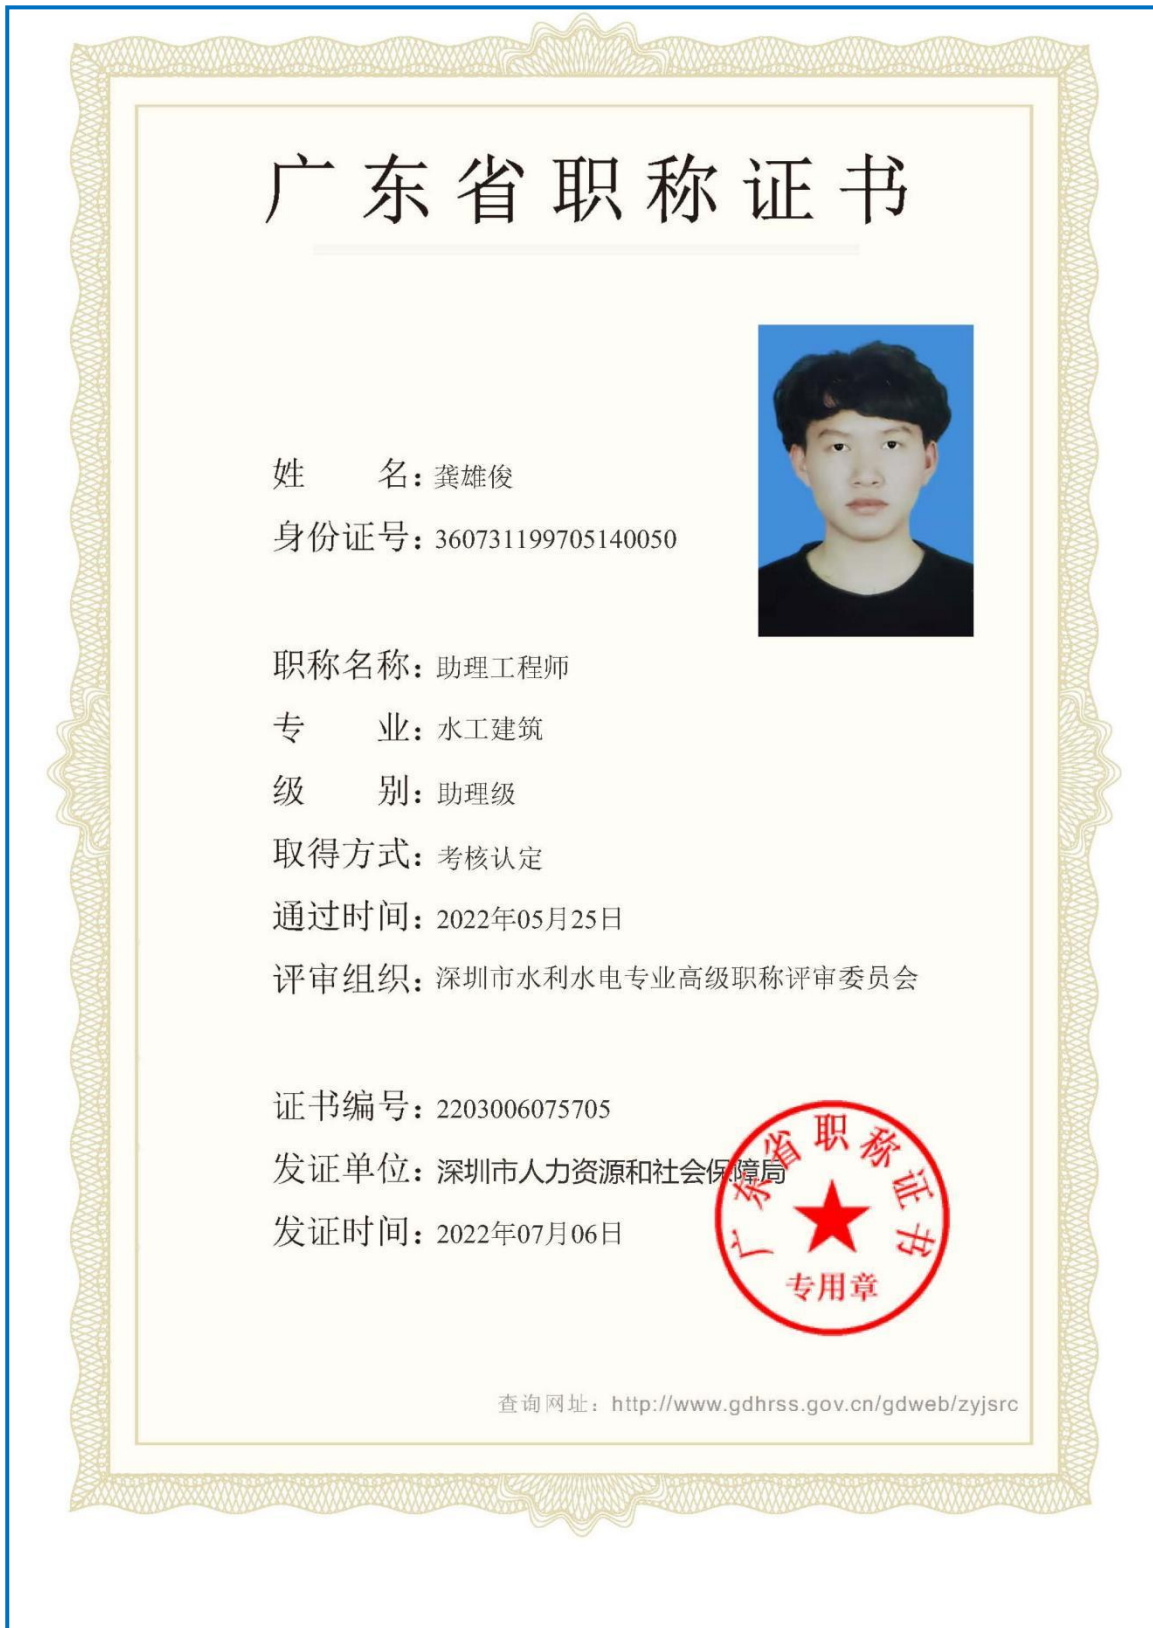 广东省职称证书
姓名：龚雄俊
身份证号：360731199705140050
职称名称：助理工程师
专业：水工建筑
级别：助理级
取得方式：考核认定
通过时间：2022年05月25日
评审组织：深圳市水利水电专业高级职称评审委员会
证书编号：2203006075705
发证单位：深圳市人力资源和社会保障局
发证时间：2022年07月06日
广东省职称证书
专用章
查询网址：http://www.gdhrss.gov.cn/gdweb/zyjsrc